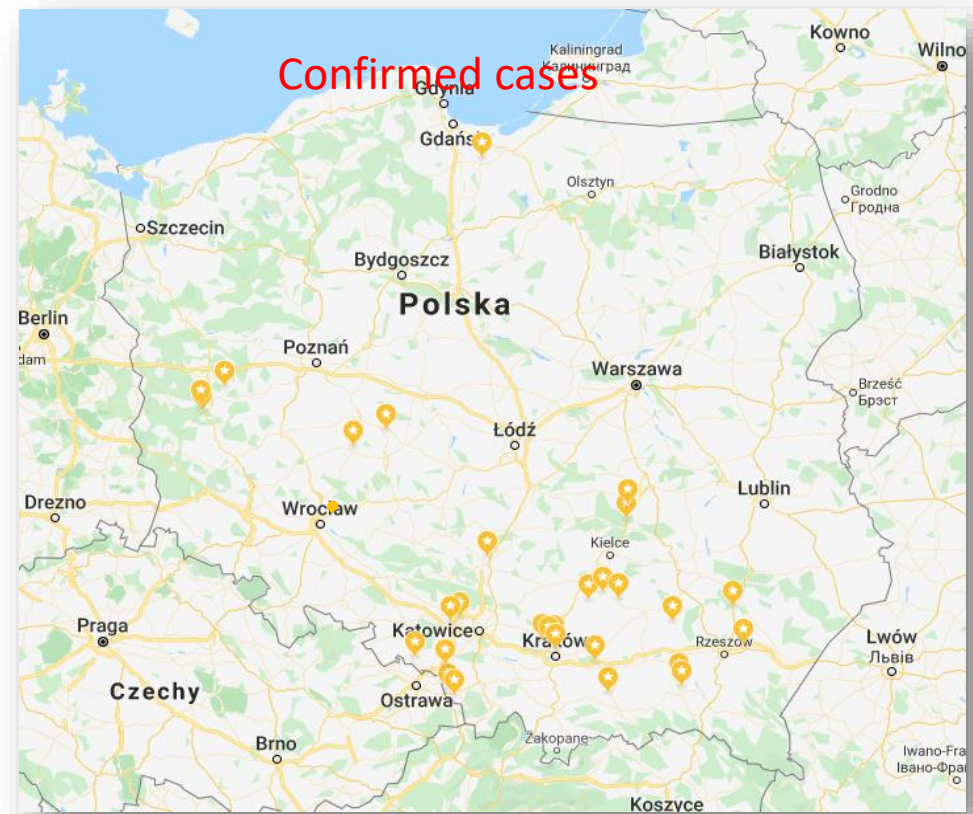 Confirmed cases
Kowno
Wilno
Kaliningrad
Калининград
Gdynia
Gdańsk
Olsztyn
Grodno
Гродна
Szczecin
Białystok
Bydgoszcz
Polska
Berlin
dam
Poznań
Warszawa
Brześć
Брэст
Łódź
Drezno
Wrocław
Lublin
Kielce
Praga
Katowice
Kraków
Rzeszów
Lwów
Львів
Czechy
Ostrawa
Brno
Zakopane
Iwano-Fra
Івано-Фра
Koszyce